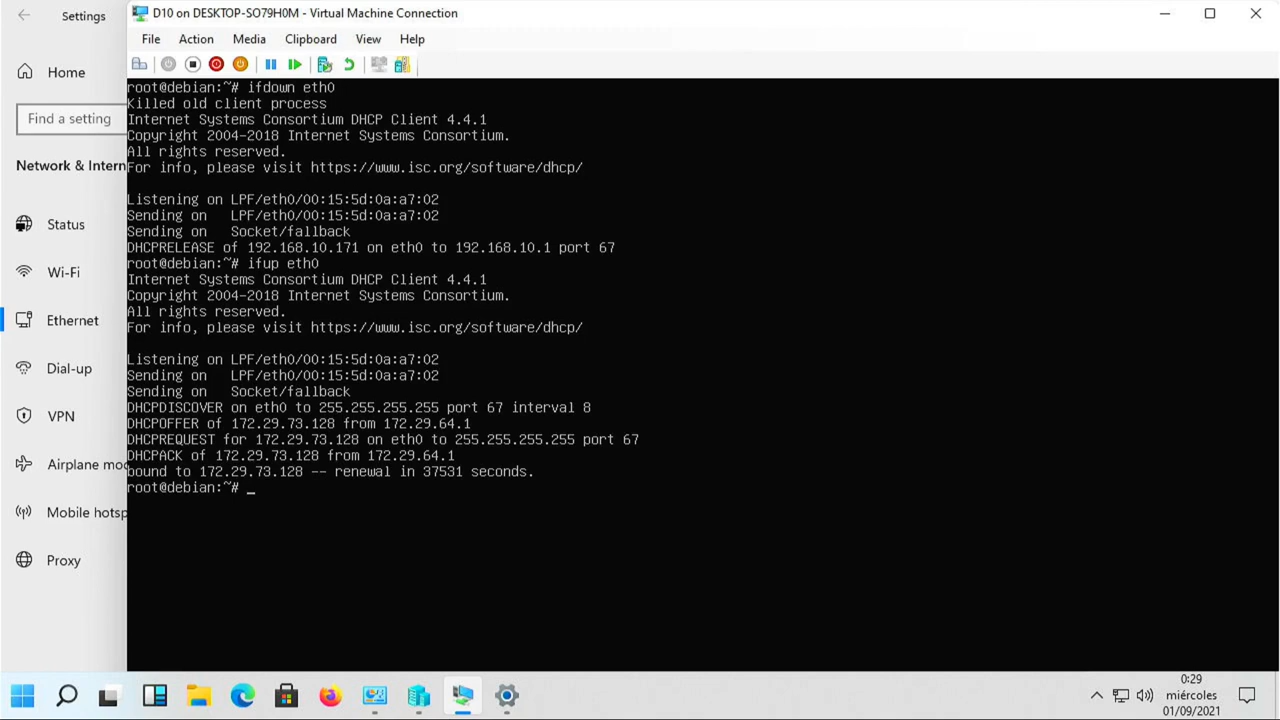 Settings
Home
Find a setting
Network & Intern
Status
Wi-Fi
Ethernet
Dial-up
VPN
Airplane mod
Mobile hotsp
Proxy
D10 on DESKTOP-SO79H0M - Virtual Machine Connection
File Action Media Clipboard View Help
root@debian:~# ifdown eth0
Killed old client process
Internet Systems Consortium DHCP Client 4.4.1
Copyright 2004-2018 Internet Systems Consortium.
All rights reserved.
For info, please visit https://www.isc.org/software/dhcp/
Listening on LPF/eth0/00:15:5d:0a:a7:02
Sending on   LPF/eth0/00:15:5d:0a:a7:02
Sending on   Socket/fallback
DHCPRELEASE of 192.168.10.171 on eth0 to 192.168.10.1 port 67
root@debian:~# ifup eth0
Internet Systems Consortium DHCP Client 4.4.1
Copyright 2004-2018 Internet Systems Consortium.
All rights reserved.
For info, please visit https://www.isc.org/software/dhcp/
Listening on LPF/eth0/00:15:5d:0a:a7:02
Sending on   LPF/eth0/00:15:5d:0a:a7:02
Sending on   Socket/fallback
DHCPDISCOVER on eth0 to 255.255.255.255 port 67 interval 8
DHCPOFFER of 172.29.73.128 from 172.29.64.1
DHCPREQUEST for 172.29.73.128 on eth0 to 255.255.255.255 port 67
DHCPACK of 172.29.73.128 from 172.29.64.1
bound to 172.29.73.128 -- renewal in 37531 seconds.
root@debian:~# _
0:29
miércoles
01/09/2021